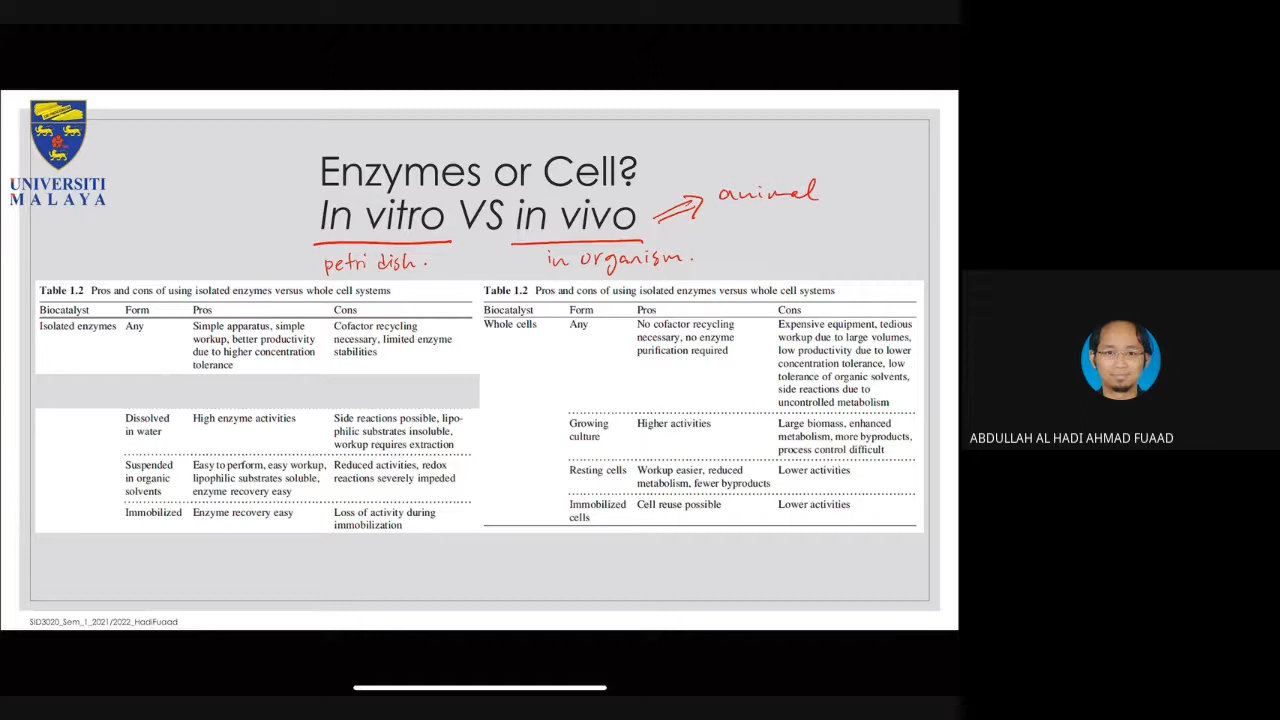 UNIVERSITI
MALAYA
Enzymes or Cell?
In vitro VS in vivo
animal
petri dish.
in organism.
Table 1.2 Pros and cons of using isolated enzymes versus whole cell systems
Biocatalyst Form Pros Cons
Isolated enzymes Any Simple apparatus, simple Cofactor recycling
workup, better productivity necessary, limited enzyme
due to higher concentration stabilities
tolerance
Dissolved High enzyme activities Side reactions possible, lipo-
in water philic substrates insoluble,
workup requires extraction
Suspended Easy to perform, easy workup, Reduced activities, redox
in organic lipophilic substrates soluble, reactions severely impeded
solvents enzyme recovery easy
Immobilized Enzyme recovery easy Loss of activity during
immobilization
Table 1.2 Pros and cons of using isolated enzymes versus whole cell systems
Biocatalyst Form Pros Cons
Whole cells Any No cofactor recycling Expensive equipment, tedious
necessary, no enzyme workup due to large volumes,
purification required low productivity due to lower
concentration tolerance, low
tolerance of organic solvents,
side reactions due to
uncontrolled metabolism
Growing Higher activities Large biomass, enhanced
culture metabolism, more byproducts,
process control difficult
Resting cells Workup easier, reduced Lower activities
metabolism, fewer byproducts
Immobilized Cell reuse possible Lower activities
cells
SID3020_Sem_1_2021/2022_HadiFuaad
ABDULLAH AL HADI AHMAD FUAAD